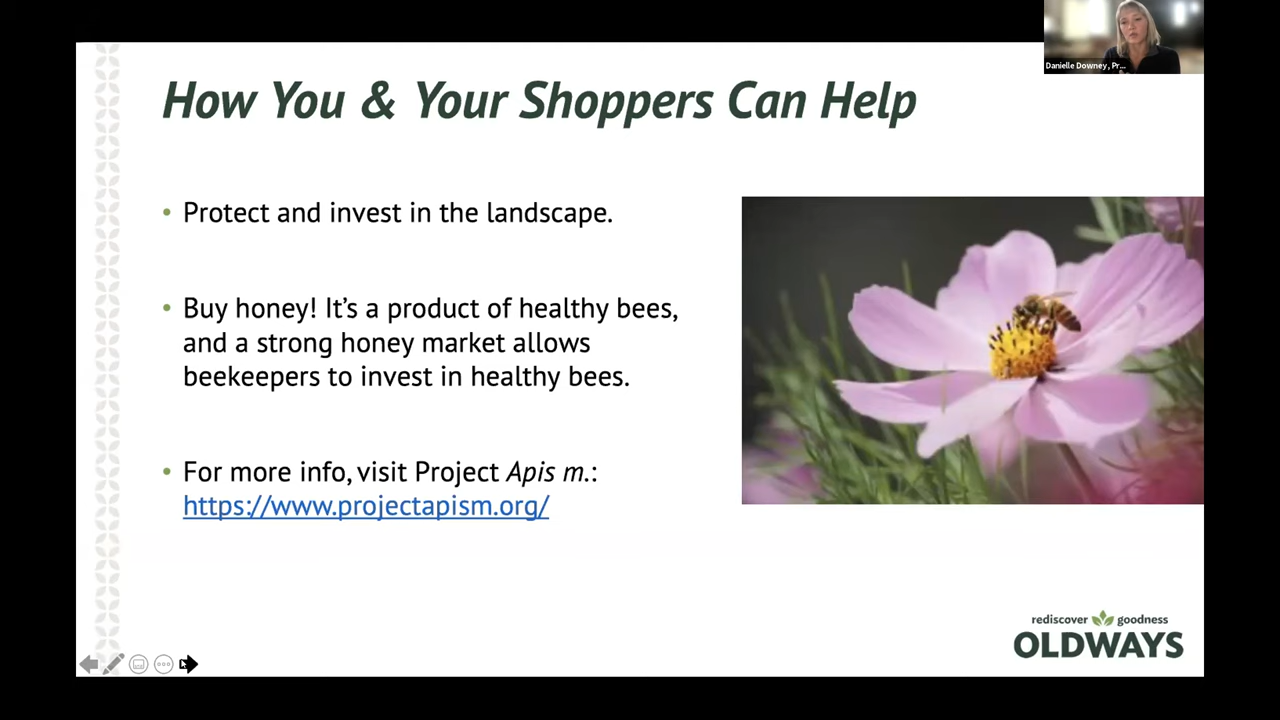 Danielle Downey, Pr...
How You & Your Shoppers Can Help
• Protect and invest in the landscape.
• Buy honey! It’s a product of healthy bees,
and a strong honey market allows
beekeepers to invest in healthy bees.
• For more info, visit Project Apis m.:
https://www.projectapism.org/
rediscover goodness
OLDWAYS